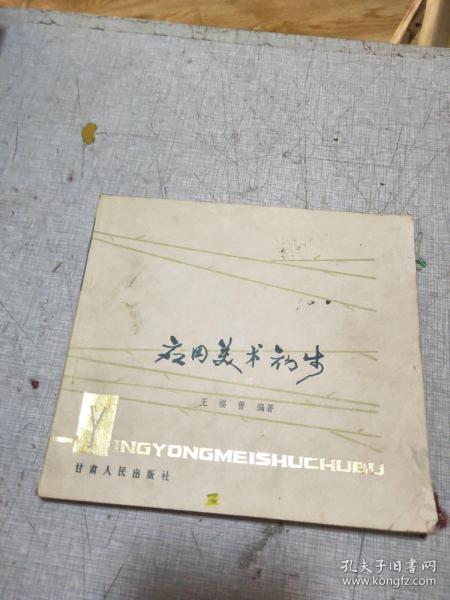 应用美术初步
王福曾 编著
YINGYONGMEISHUCHUBU
甘肃人民出版社
孔夫子旧书网
www.kongfz.com